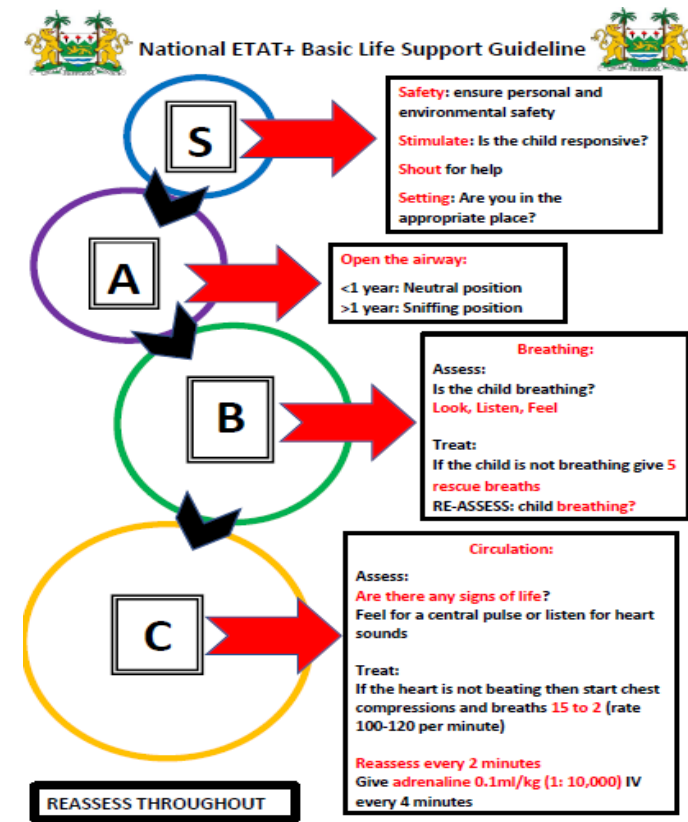 National ETAT+ Basic Life Support Guideline
S
Safety: ensure personal and
environmental safety
Stimulate: Is the child responsive?
Shout for help
Setting: Are you in the
appropriate place?
A
Open the airway:
<1 year: Neutral position
>1 year: Sniffing position
B
Breathing:
Assess:
Is the child breathing?
Look, Listen, Feel
Treat:
If the child is not breathing give 5
rescue breaths
RE-ASSESS: child breathing?
C
Circulation:
Assess:
Are there any signs of life?
Feel for a central pulse or listen for heart
sounds
Treat:
If the heart is not beating then start chest
compressions and breaths 15 to 2 (rate
100-120 per minute)
Reassess every 2 minutes
Give adrenaline 0.1ml/kg (1: 10,000) IV
every 4 minutes
REASSESS THROUGHOUT